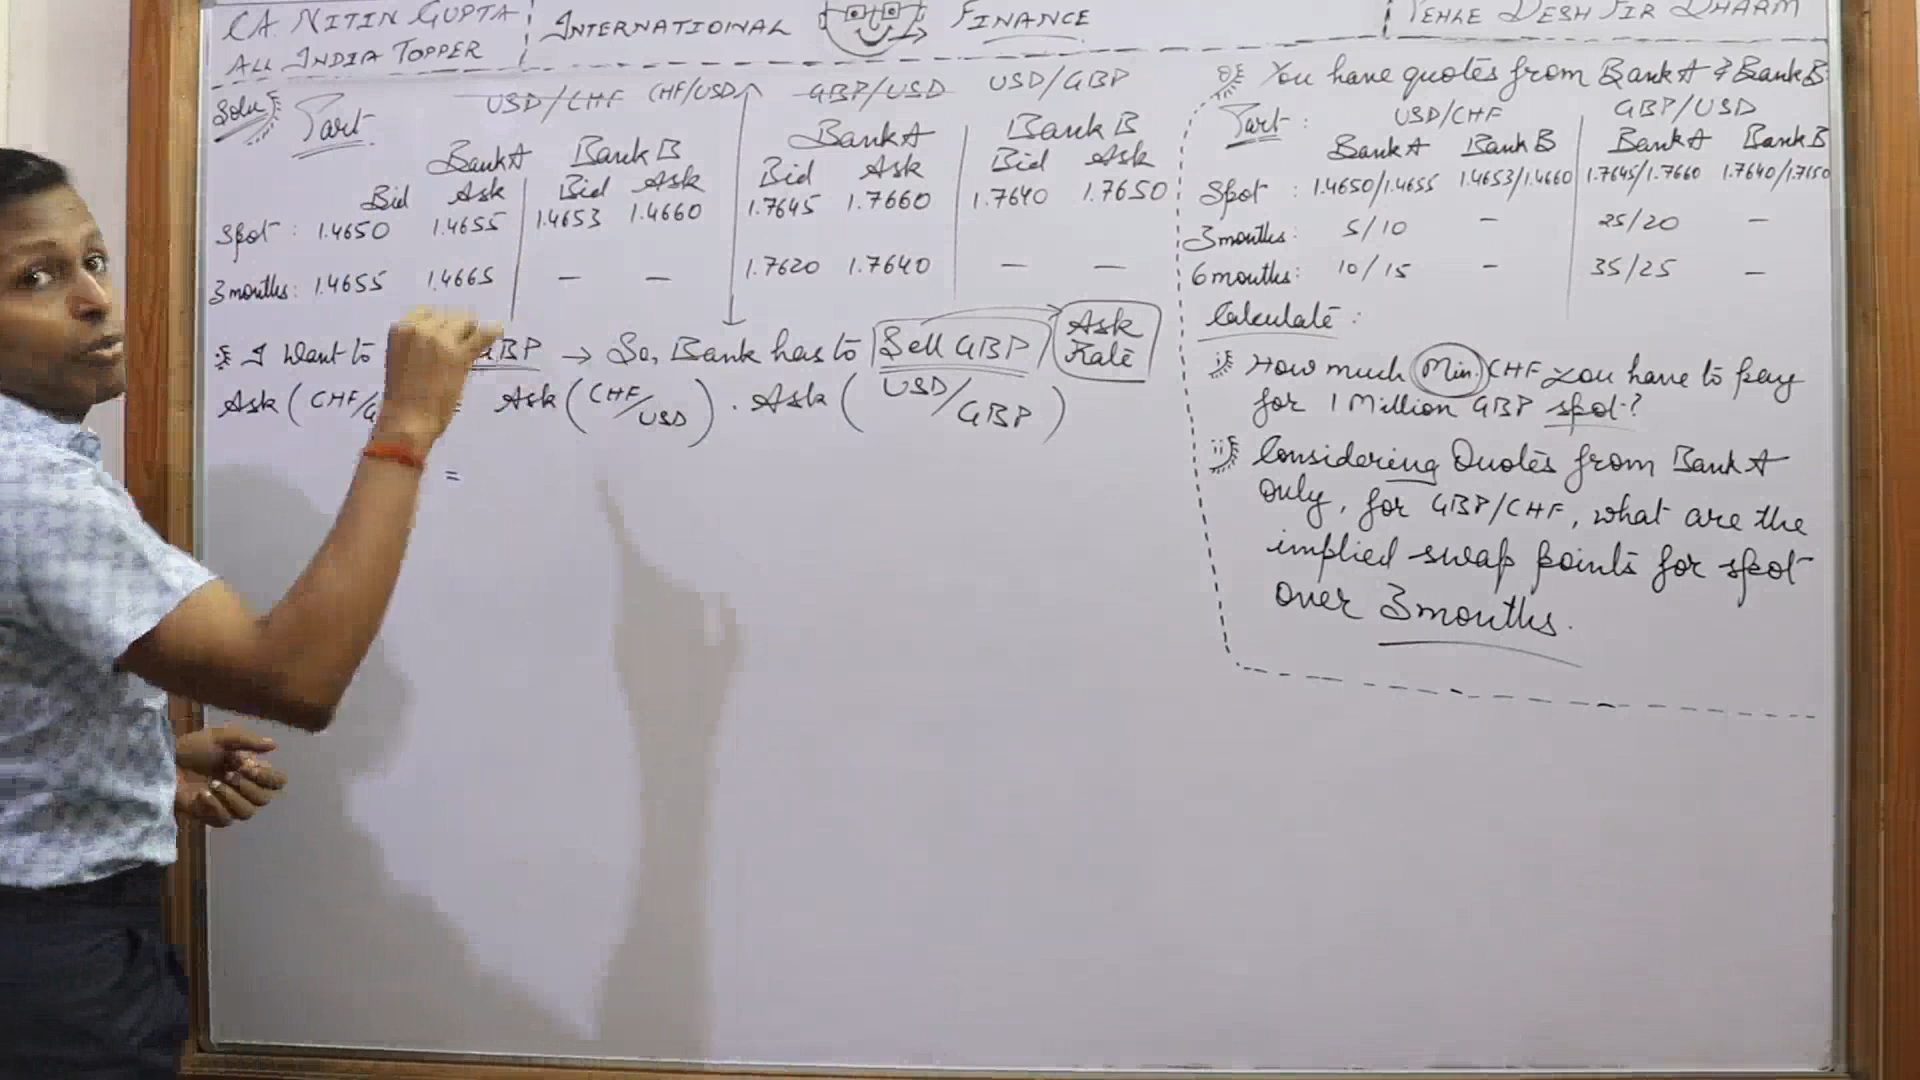 CA. NITIN GUPTA
ALL INDIA TOPPER
INTERNATIONAL FINANCE
PEHLE DESH FIR DHARM
Solu
Part USD/CHF CHF/USD GBP/USD USD/GBP
Bank A Bank B Bank A Bank B
Bid Ask Bid Ask Bid Ask Bid Ask
Spot: 1.4650 1.4655 1.4653 1.4660 1.7645 1.7660 1.7640 1.7650
3 months: 1.4655 1.4665 – – 1.7620 1.7640 – –
I Want to GBP → So, Bank has to Sell GBP Ask Rate
Ask (CHF/ = Ask (CHF/USD) . Ask (USD/GBP)
=
You have quotes from Bank A & Bank B
Part: USD/CHF GBP/USD
Bank A Bank B Bank A Bank B
Spot: 1.4650/1.4655 1.4653/1.4660 1.7645/1.7660
3 months: 5/10 – 25/20 –
6 months: 10/15 – 35/25 –
Calculate:
i) How much Min. CHF you have to pay
for 1 Million GBP spot?
ii) Considering Quotes from Bank A
only, for GBP/CHF, what are the
implied swap points for spot
over 3 months.